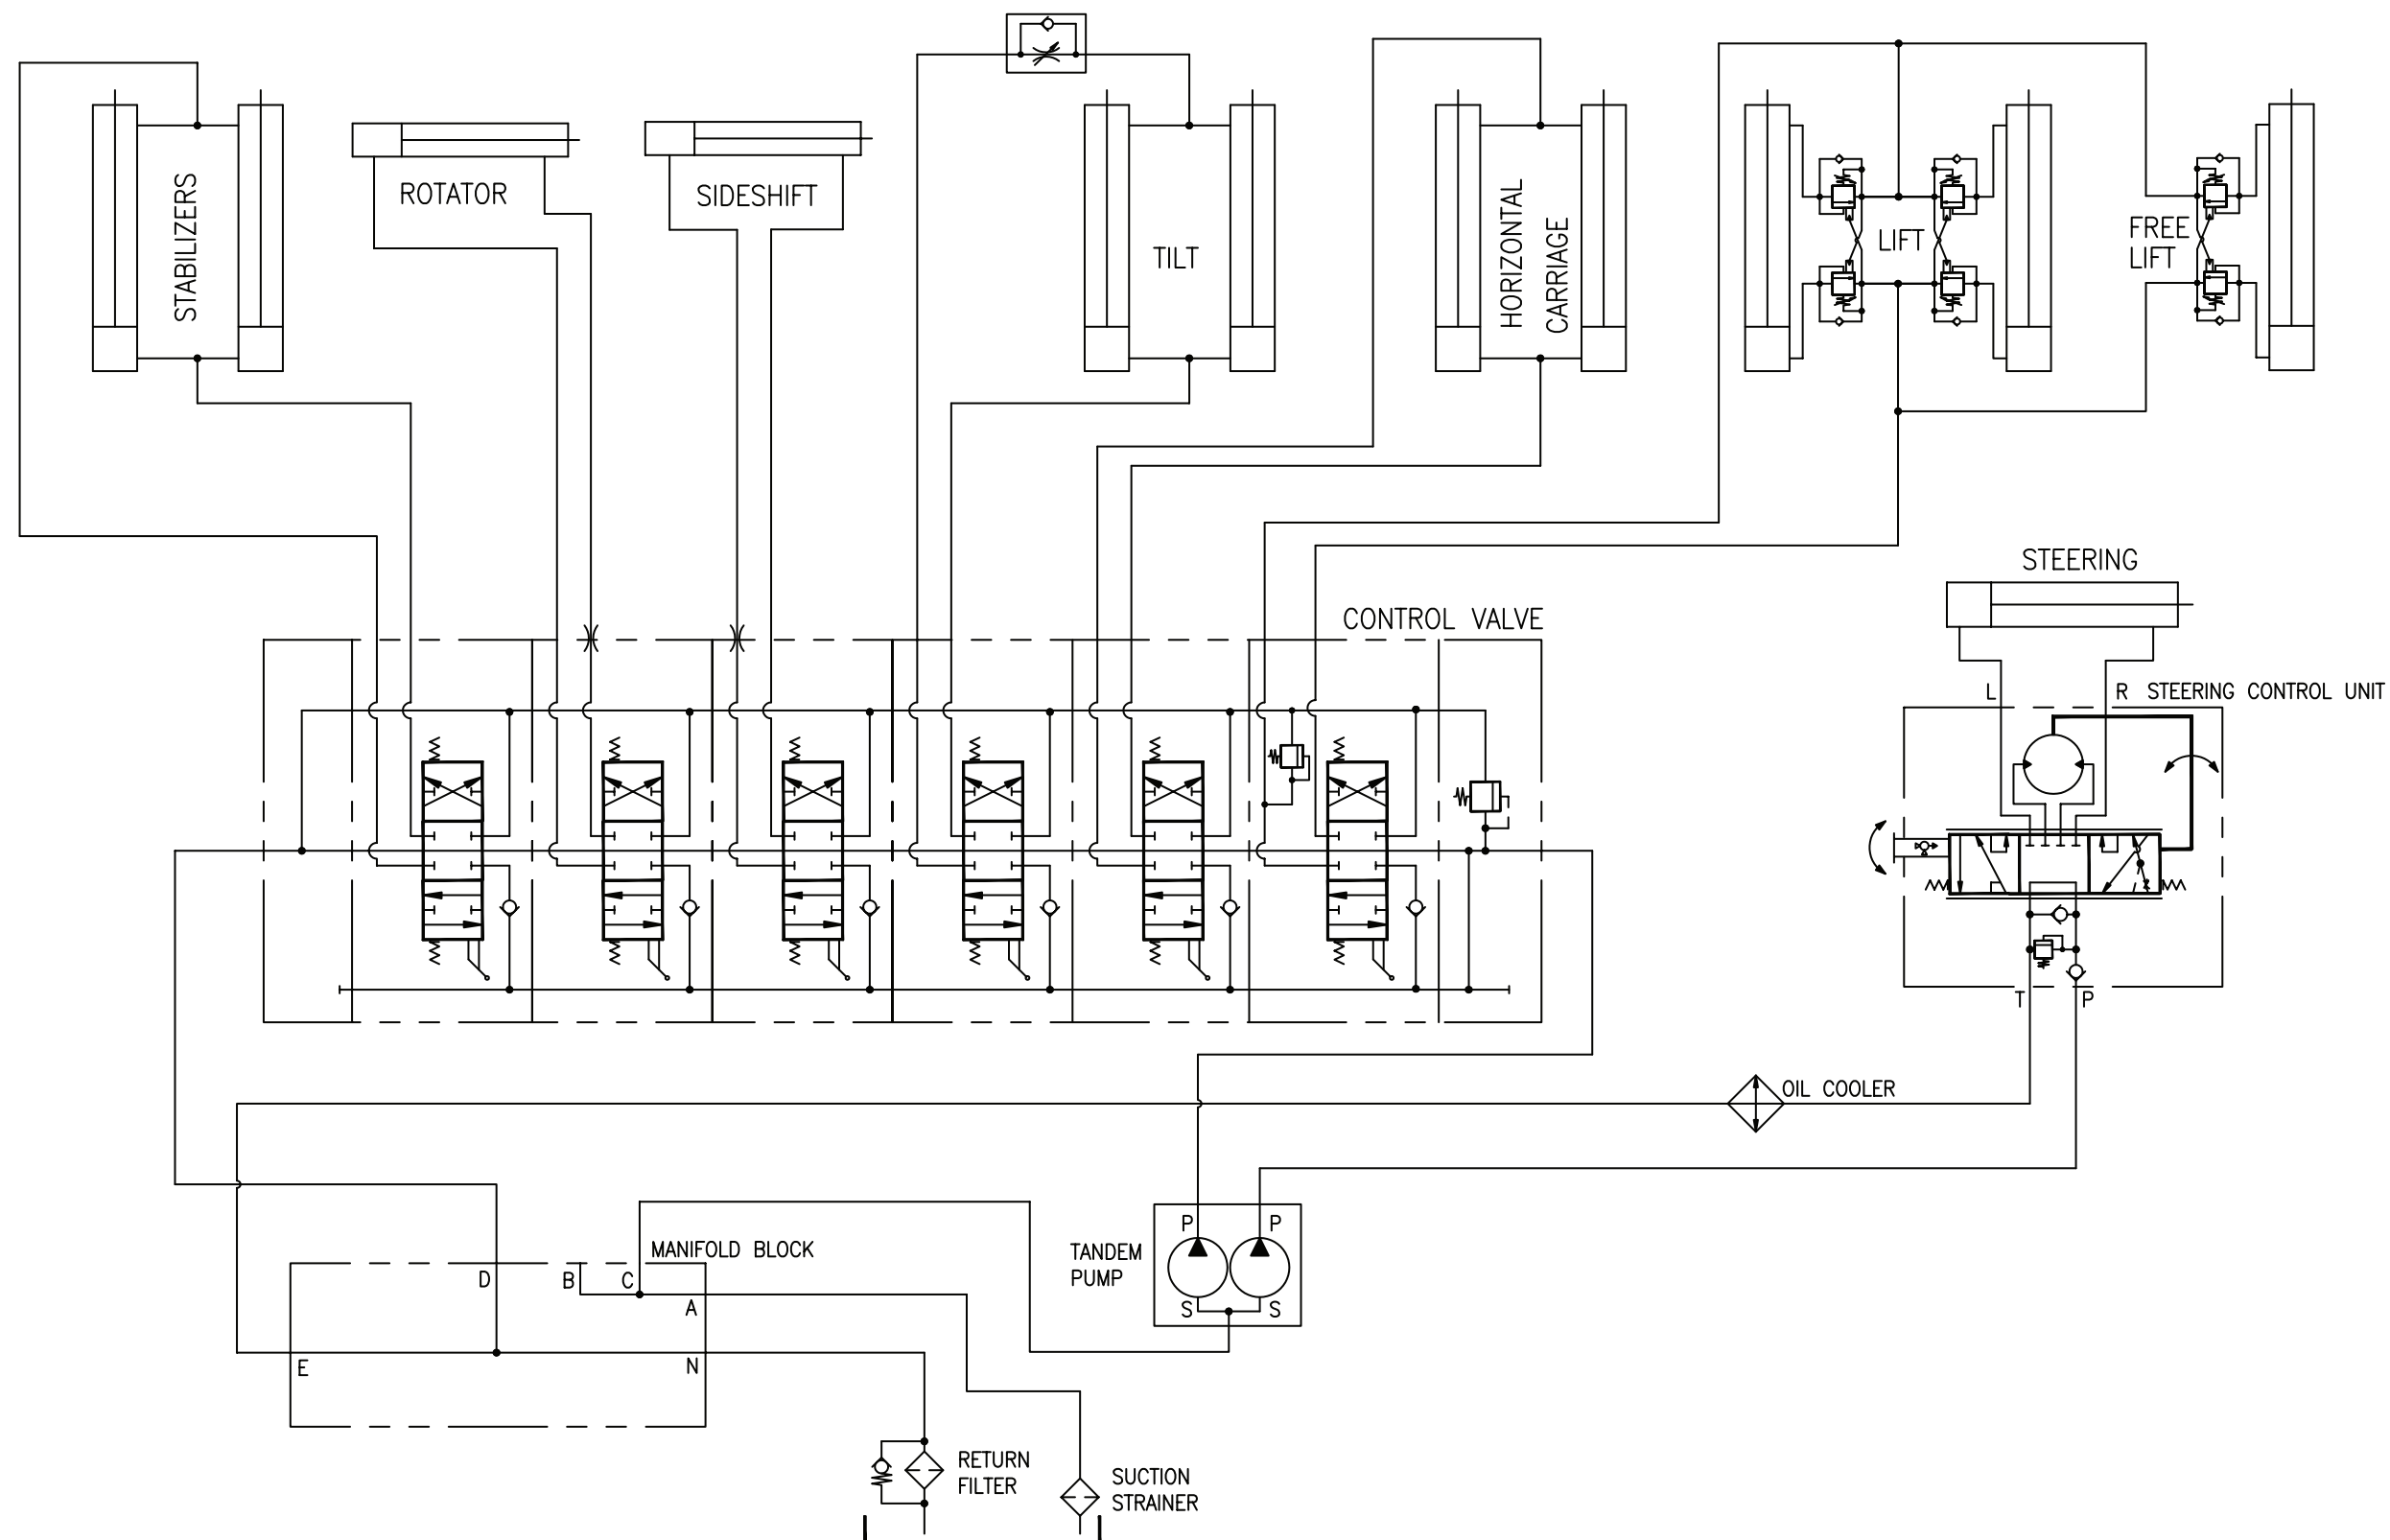 STABILIZERS
ROTATOR
SIDESHIFT
TILT
HORIZONTAL
CARRIAGE
LIFT
FREE
LIFT
STEERING
CONTROL VALVE
L
R STEERING CONTROL UNIT
T P
OIL COOLER
MANIFOLD BLOCK
D B C
A
E N
TANDEM
PUMP
P P
S S
RETURN
FILTER
SUCTION
STRAINER